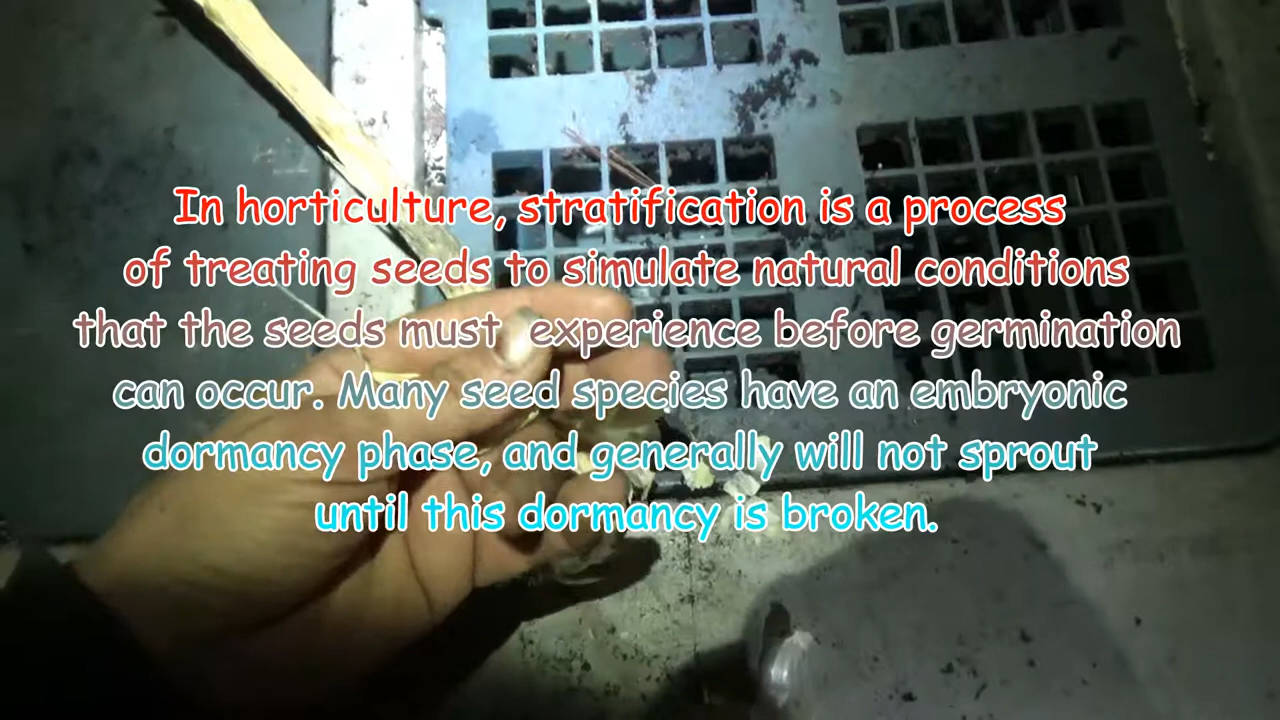 In horticulture, stratification is a process
of treating seeds to simulate natural conditions
that the seeds must experience before germination
can occur. Many seed species have an embryonic
dormancy phase, and generally will not sprout
until this dormancy is broken.